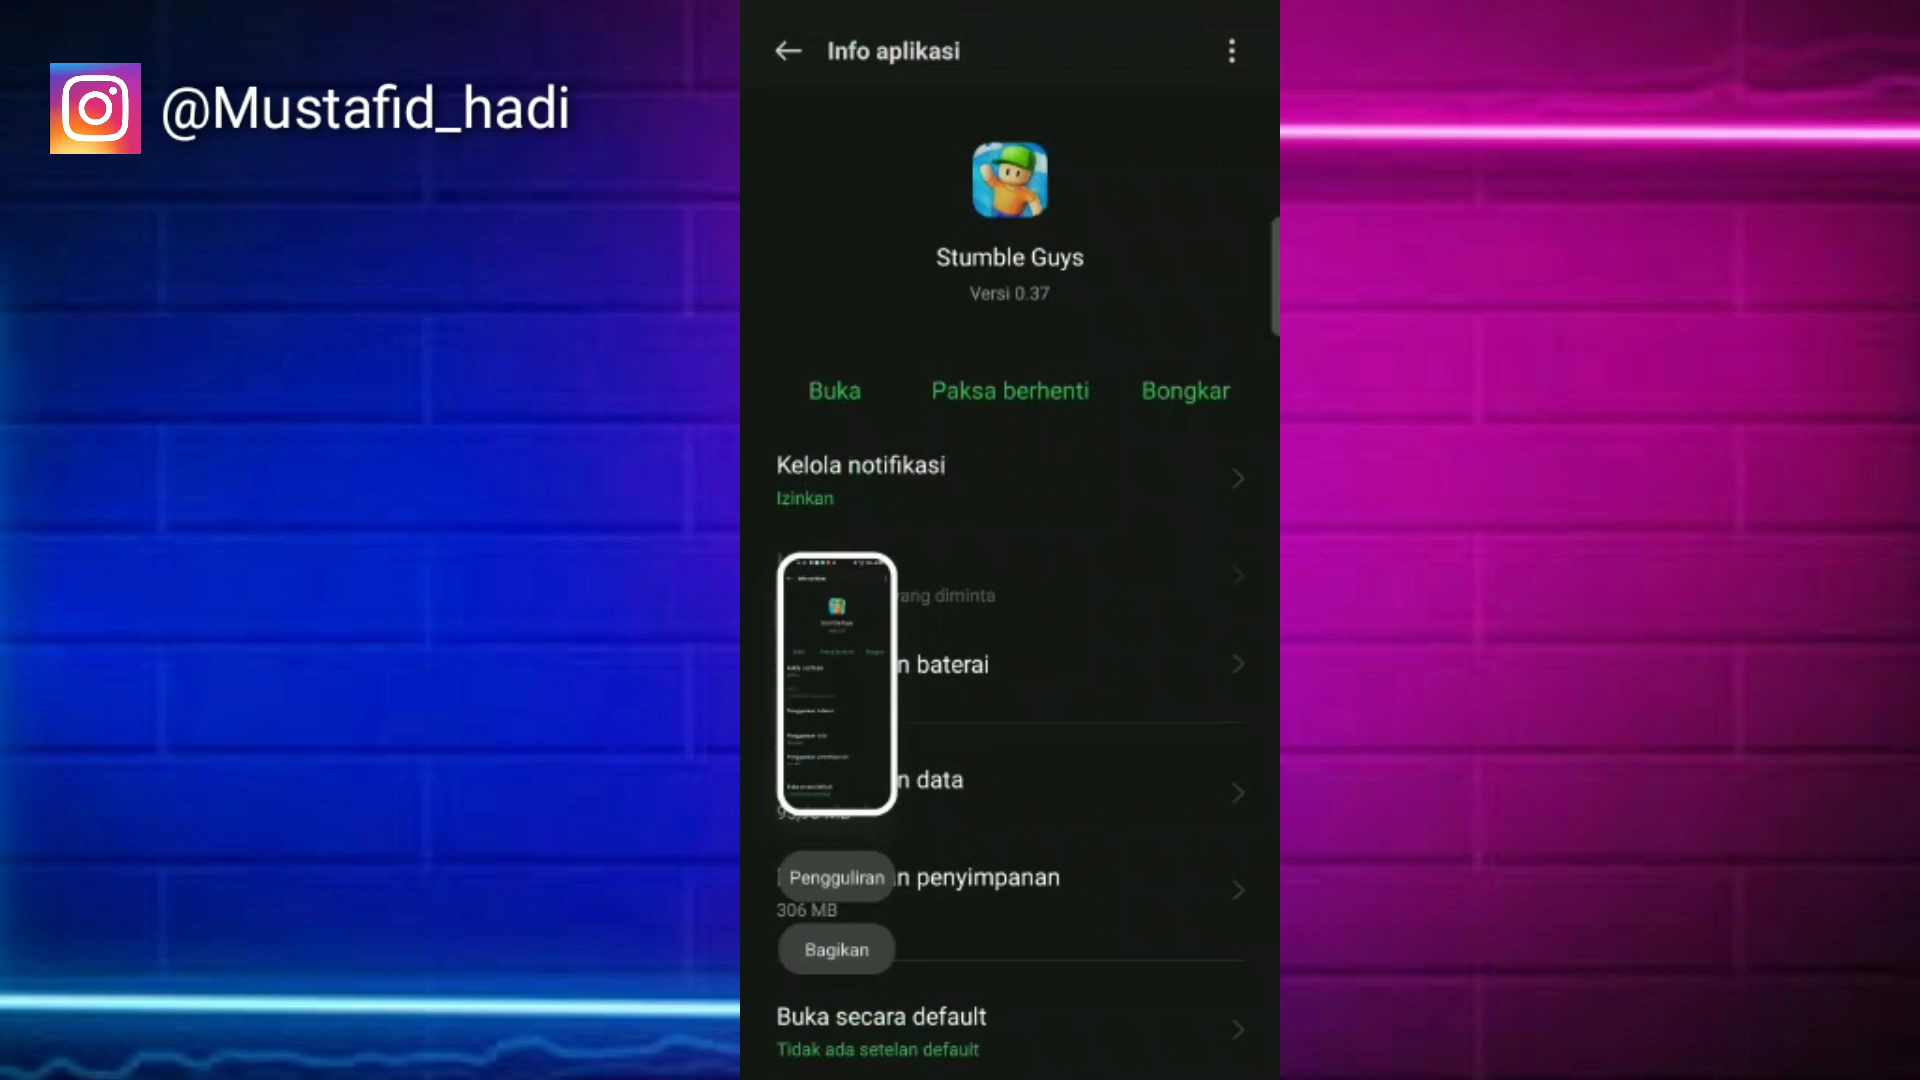 @Mustafid_hadi
Info aplikasi
Stumble Guys
Versi 0.37
Buka
Paksa berhenti
Bongkar
Kelola notifikasi
Izinkan
yang diminta
n baterai
n data
Pengguliran
n penyimpanan
306 MB
Bagikan
Buka secara default
Tidak ada setelan default